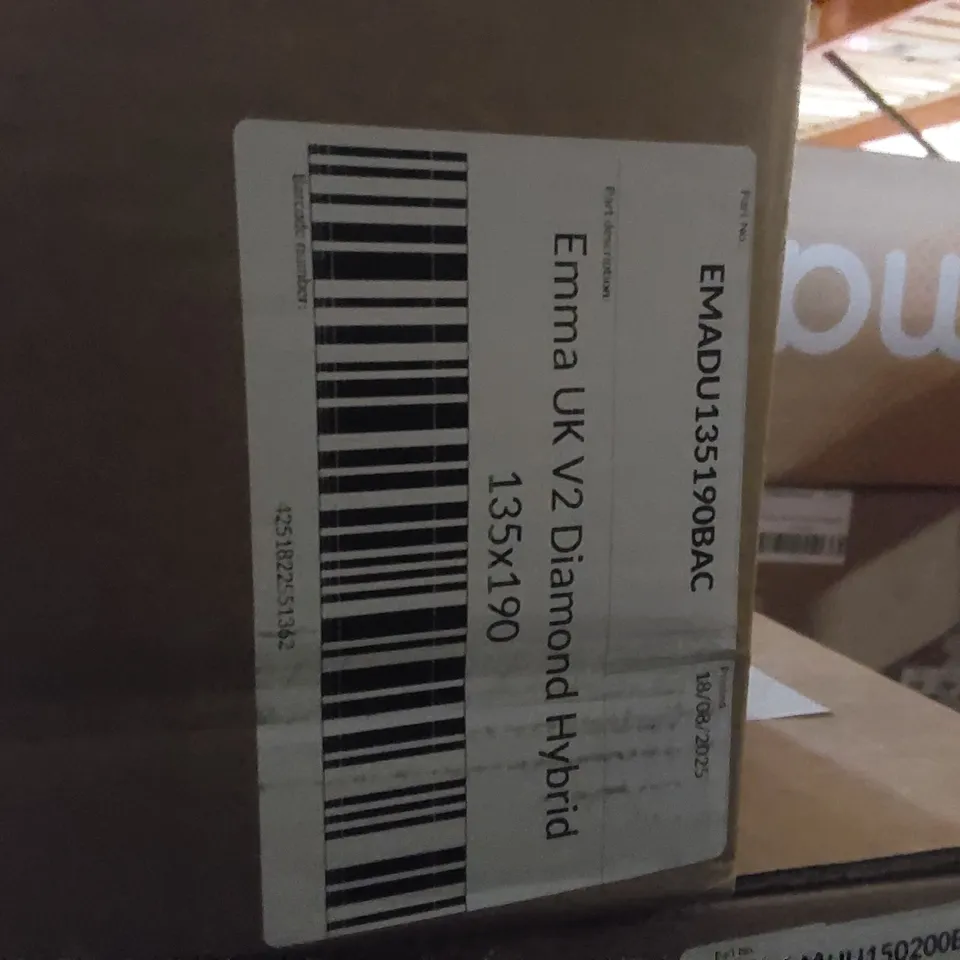 Part No.
EMADU135190BAC
Printed
18/08/2025
Part description:
Emma UK V2 Diamond Hybrid
135x190
Barcode number:
4251822551362